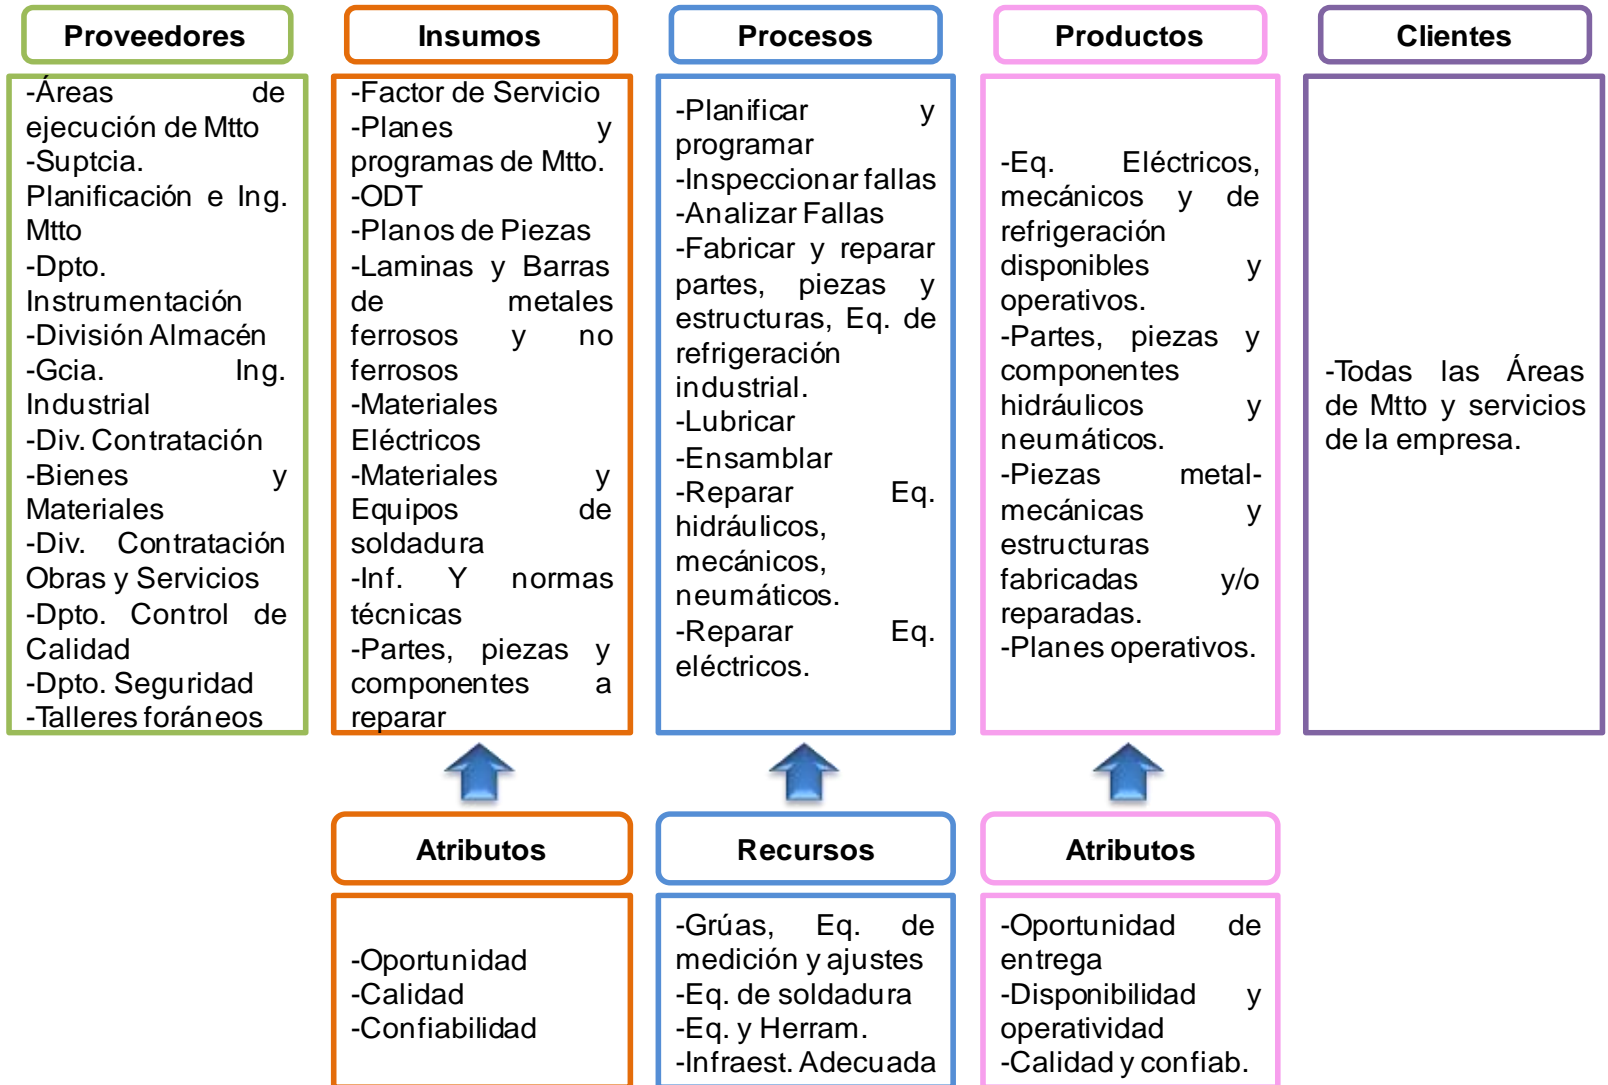 Proveedores
-Áreas de
ejecución de Mtto
-Suptcia.
Planificación e Ing.
Mtto
-Dpto.
Instrumentación
-División Almacén
-Gcia. Ing.
Industrial
-Div. Contratación
-Bienes y
Materiales
-Div. Contratación
Obras y Servicios
-Dpto. Control de
Calidad
-Dpto. Seguridad
-Talleres foráneos
Insumos
-Factor de Servicio
-Planes y
programas de Mtto.
-ODT
-Planos de Piezas
-Laminas y Barras
de metales
ferrosos y no
ferrosos
-Materiales
Eléctricos
-Materiales y
Equipos de
soldadura
-Inf. Y normas
técnicas
-Partes, piezas y
componentes a
reparar
Procesos
-Planificar y
programar
-Inspeccionar fallas
-Analizar Fallas
-Fabricar y reparar
partes, piezas y
estructuras, Eq. de
refrigeración
industrial.
-Lubricar
-Ensamblar
-Reparar Eq.
hidráulicos,
mecánicos,
neumáticos.
-Reparar Eq.
eléctricos.
Productos
-Eq. Eléctricos,
mecánicos y de
refrigeración
disponibles y
operativos.
-Partes, piezas y
componentes
hidráulicos y
neumáticos.
-Piezas metal-
mecánicas y
estructuras
fabricadas y/o
reparadas.
-Planes operativos.
Clientes
-Todas las Áreas
de Mtto y servicios
de la empresa.
Atributos
-Oportunidad
-Calidad
-Confiabilidad
Recursos
-Grúas, Eq. de
medición y ajustes
-Eq. de soldadura
-Eq. y Herram.
-Infraest. Adecuada
Atributos
-Oportunidad de
entrega
-Disponibilidad y
operatividad
-Calidad y confiab.